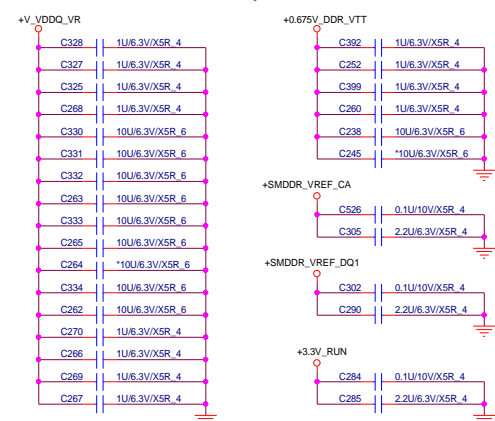 +V_VDDQ_VR
C328 1U/6.3V/X5R_4
C327 1U/6.3V/X5R_4
C325 1U/6.3V/X5R_4
C268 1U/6.3V/X5R_4
C330 10U/6.3V/X5R_6
C331 10U/6.3V/X5R_6
C332 10U/6.3V/X5R_6
C263 10U/6.3V/X5R_6
C333 10U/6.3V/X5R_6
C265 10U/6.3V/X5R_6
C264 *10U/6.3V/X5R_6
C334 10U/6.3V/X5R_6
C262 10U/6.3V/X5R_6
C270 1U/6.3V/X5R_4
C266 1U/6.3V/X5R_4
C269 1U/6.3V/X5R_4
C267 1U/6.3V/X5R_4
+0.675V_DDR_VTT
C392 1U/6.3V/X5R_4
C252 1U/6.3V/X5R_4
C399 1U/6.3V/X5R_4
C260 1U/6.3V/X5R_4
C238 10U/6.3V/X5R_6
C245 *10U/6.3V/X5R_6
+SMDDR_VREF_CA
C526 0.1U/10V/X5R_4
C305 2.2U/6.3V/X5R_4
+SMDDR_VREF_DQ1
C302 0.1U/10V/X5R_4
C290 2.2U/6.3V/X5R_4
+3.3V_RUN
C284 0.1U/10V/X5R_4
C285 2.2U/6.3V/X5R_4